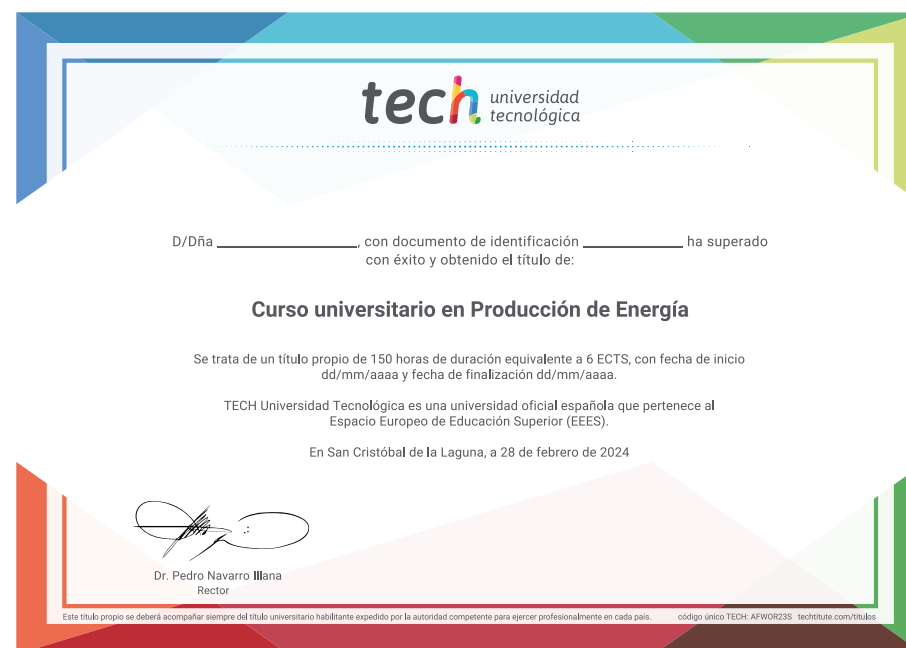 tech universidad
tecnológica
D/Dña ____________________, con documento de identificación ______________ ha superado
con éxito y obtenido el título de:
Curso universitario en Producción de Energía
Se trata de un título propio de 150 horas de duración equivalente a 6 ECTS, con fecha de inicio
dd/mm/aaaa y fecha de finalización dd/mm/aaaa.
TECH Universidad Tecnológica es una universidad oficial española que pertenece al
Espacio Europeo de Educación Superior (EEES).
En San Cristóbal de la Laguna, a 28 de febrero de 2024
Dr. Pedro Navarro Illana
Rector
Este título propio se deberá acompañar siempre del título universitario habilitante expedido por la autoridad competente para ejercer profesionalmente en cada país. código único TECH: AFWOR23S techtitute.com/titulos